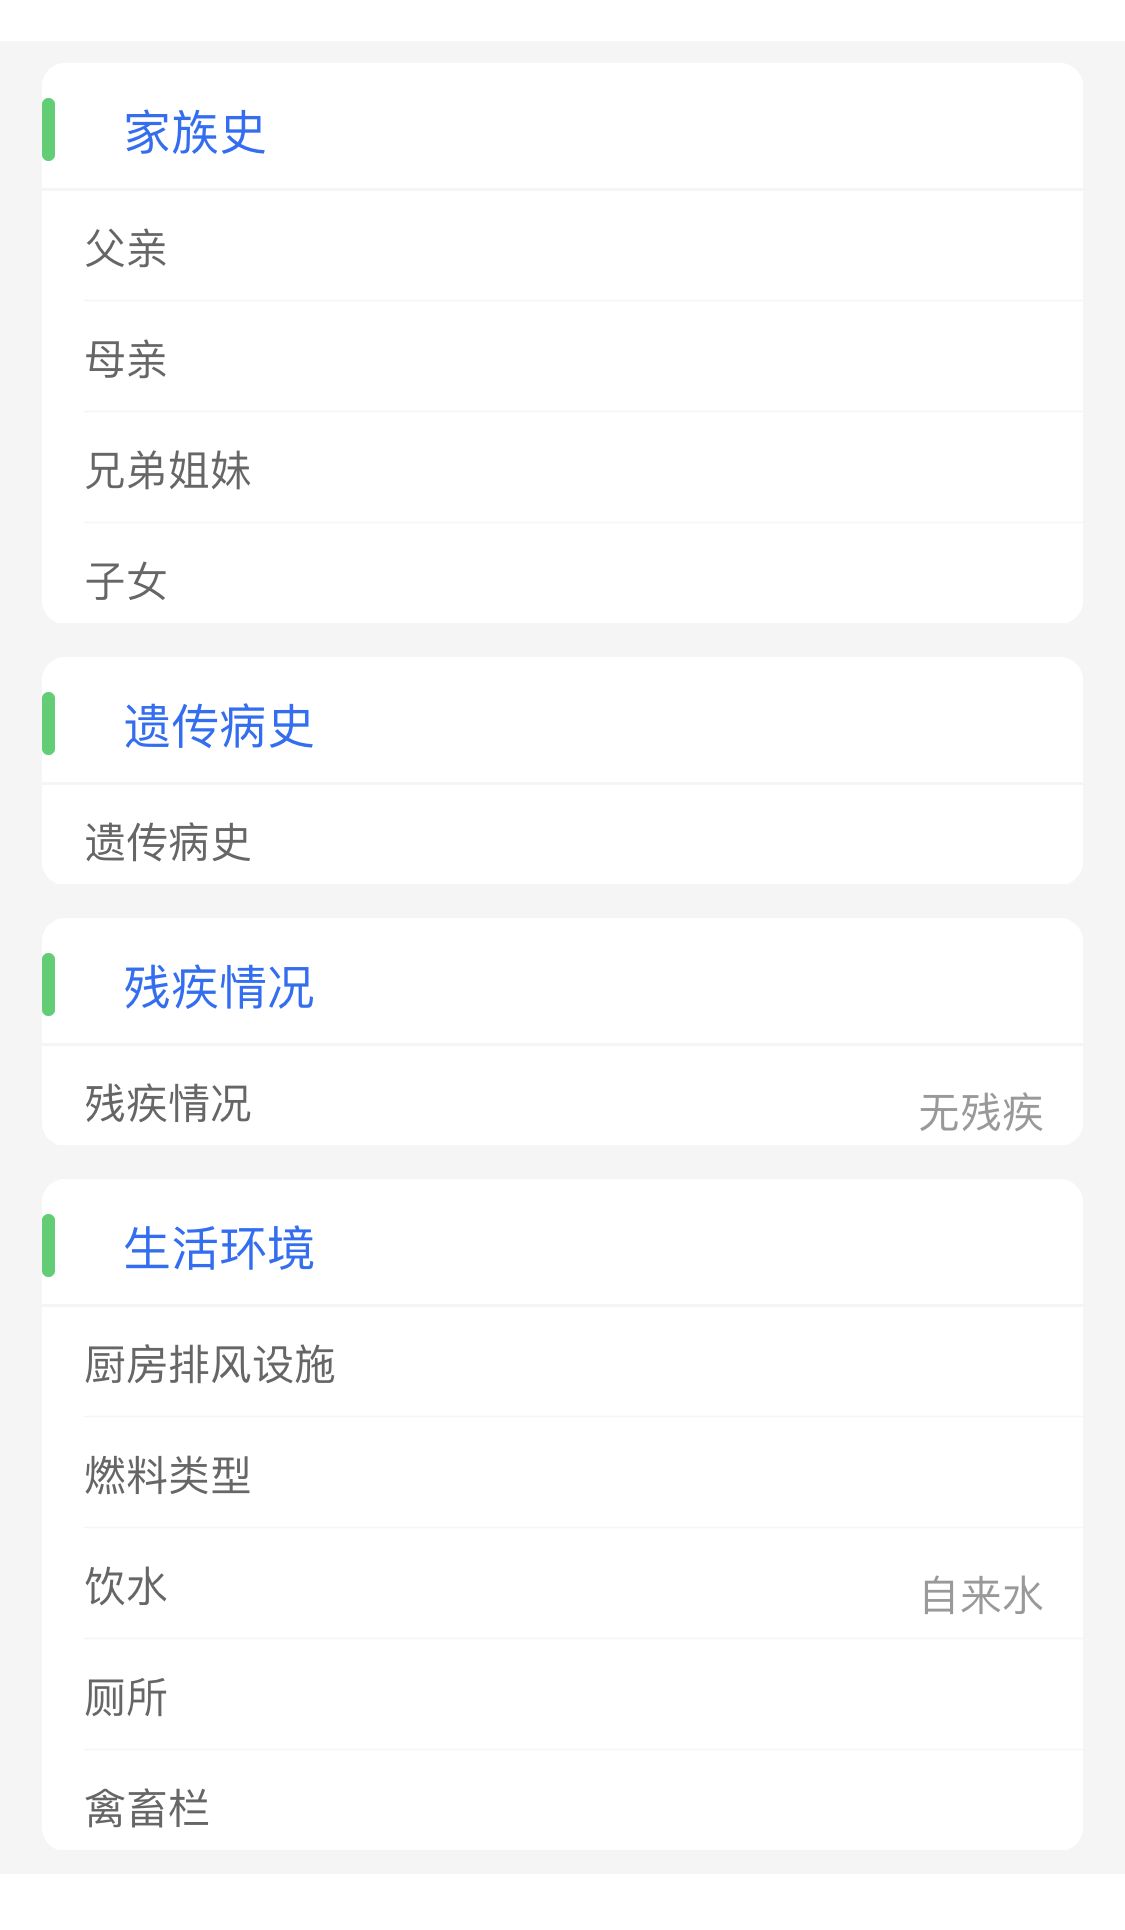 家族史
父亲
母亲
兄弟姐妹
子女
遗传病史
遗传病史
残疾情况
残疾情况 无残疾
生活环境
厨房排风设施
燃料类型
饮水 自来水
厕所
禽畜栏